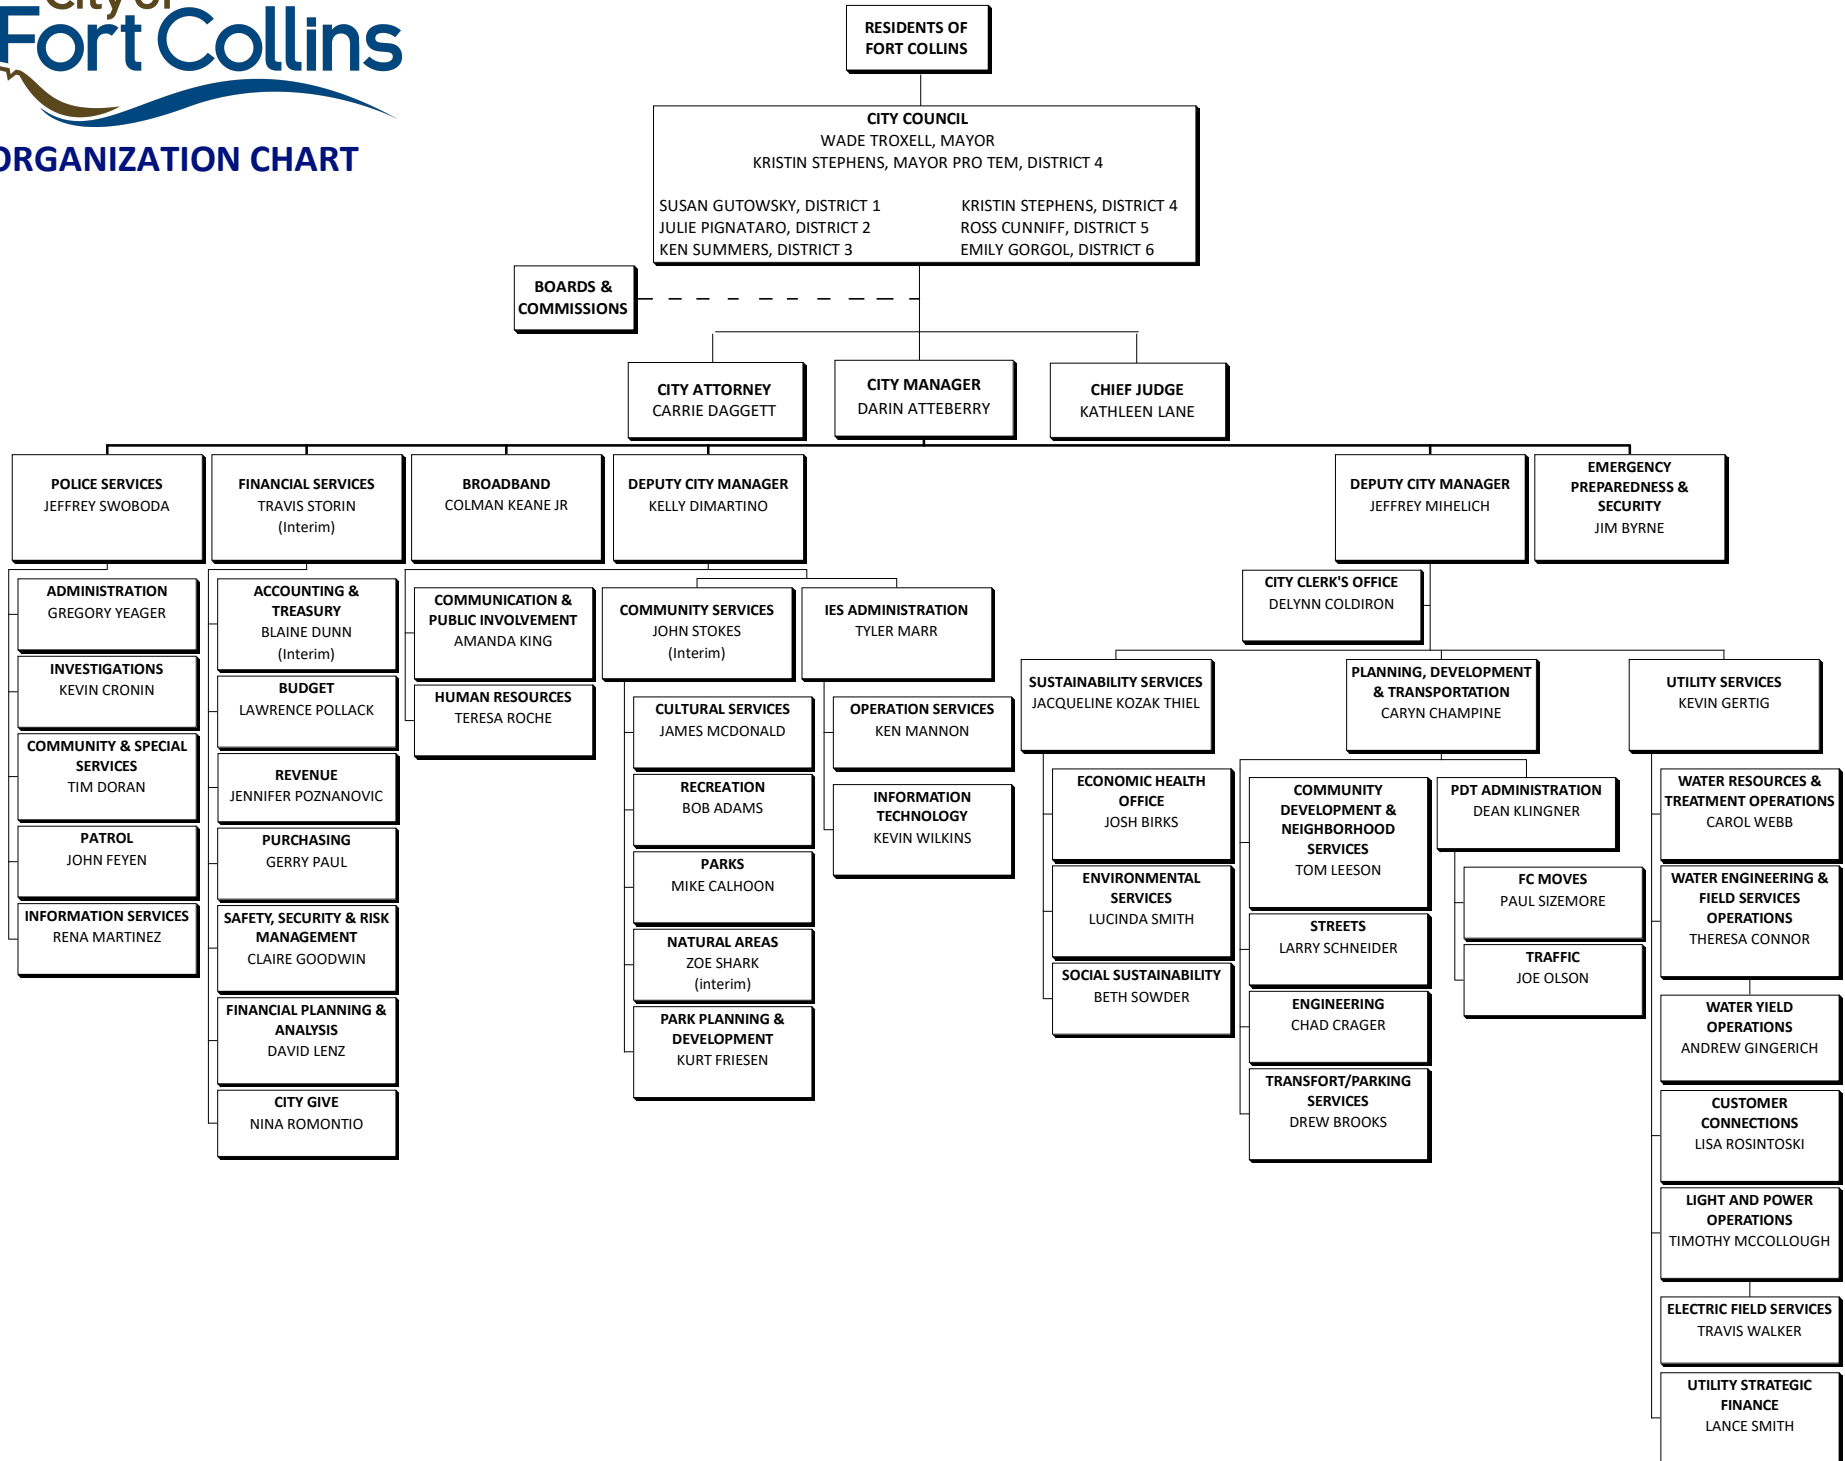 City of
Fort Collins
ORGANIZATION CHART
RESIDENTS OF
FORT COLLINS
CITY COUNCIL
WADE TROXELL, MAYOR
KRISTIN STEPHENS, MAYOR PRO TEM, DISTRICT 4
SUSAN GUTOWSKY, DISTRICT 1
JULIE PIGNATARO, DISTRICT 2
KEN SUMMERS, DISTRICT 3
KRISTIN STEPHENS, DISTRICT 4
ROSS CUNNIFF, DISTRICT 5
EMILY GORGOL, DISTRICT 6
BOARDS &
COMMISSIONS
CITY ATTORNEY
CARRIE DAGGETT
CITY MANAGER
DARIN ATTEBERRY
CHIEF JUDGE
KATHLEEN LANE
POLICE SERVICES
JEFFREY SWOBODA
FINANCIAL SERVICES
TRAVIS STORIN
(Interim)
BROADBAND
COLMAN KEANE JR
DEPUTY CITY MANAGER
KELLY DIMARTINO
DEPUTY CITY MANAGER
JEFFREY MIHELICH
EMERGENCY
PREPAREDNESS &
SECURITY
JIM BYRNE
ADMINISTRATION
GREGORY YEAGER
INVESTIGATIONS
KEVIN CRONIN
COMMUNITY & SPECIAL
SERVICES
TIM DORAN
PATROL
JOHN FEYEN
INFORMATION SERVICES
RENA MARTINEZ
ACCOUNTING &
TREASURY
BLAINE DUNN
(Interim)
BUDGET
LAWRENCE POLLACK
REVENUE
JENNIFER POZNANOVIC
PURCHASING
GERRY PAUL
SAFETY, SECURITY & RISK
MANAGEMENT
CLAIRE GOODWIN
FINANCIAL PLANNING &
ANALYSIS
DAVID LENZ
CITY GIVE
NINA ROMONTIO
COMMUNICATION &
PUBLIC INVOLVEMENT
AMANDA KING
HUMAN RESOURCES
TERESA ROCHE
COMMUNITY SERVICES
JOHN STOKES
(Interim)
CULTURAL SERVICES
JAMES MCDONALD
RECREATION
BOB ADAMS
PARKS
MIKE CALHOON
NATURAL AREAS
ZOE SHARK
(interim)
PARK PLANNING &
DEVELOPMENT
KURT FRIESEN
IES ADMINISTRATION
TYLER MARR
OPERATION SERVICES
KEN MANNON
INFORMATION
TECHNOLOGY
KEVIN WILKINS
CITY CLERK'S OFFICE
DELYNN COLDIRON
SUSTAINABILITY SERVICES
JACQUELINE KOZAK THIEL
ECONOMIC HEALTH
OFFICE
JOSH BIRKS
ENVIRONMENTAL
SERVICES
LUCINDA SMITH
SOCIAL SUSTAINABILITY
BETH SOWDER
PLANNING, DEVELOPMENT
& TRANSPORTATION
CARYN CHAMPINE
COMMUNITY
DEVELOPMENT &
NEIGHBORHOOD
SERVICES
TOM LEESON
STREETS
LARRY SCHNEIDER
ENGINEERING
CHAD CRAGER
TRANSFORT/PARKING
SERVICES
DREW BROOKS
PDT ADMINISTRATION
DEAN KLINGNER
FC MOVES
PAUL SIZEMORE
TRAFFIC
JOE OLSON
UTILITY SERVICES
KEVIN GERTIG
WATER RESOURCES &
TREATMENT OPERATIONS
CAROL WEBB
WATER ENGINEERING &
FIELD SERVICES
OPERATIONS
THERESA CONNOR
WATER YIELD
OPERATIONS
ANDREW GINGERICH
CUSTOMER
CONNECTIONS
LISA ROSINTOSKI
LIGHT AND POWER
OPERATIONS
TIMOTHY MCCOLLOUGH
ELECTRIC FIELD SERVICES
TRAVIS WALKER
UTILITY STRATEGIC
FINANCE
LANCE SMITH